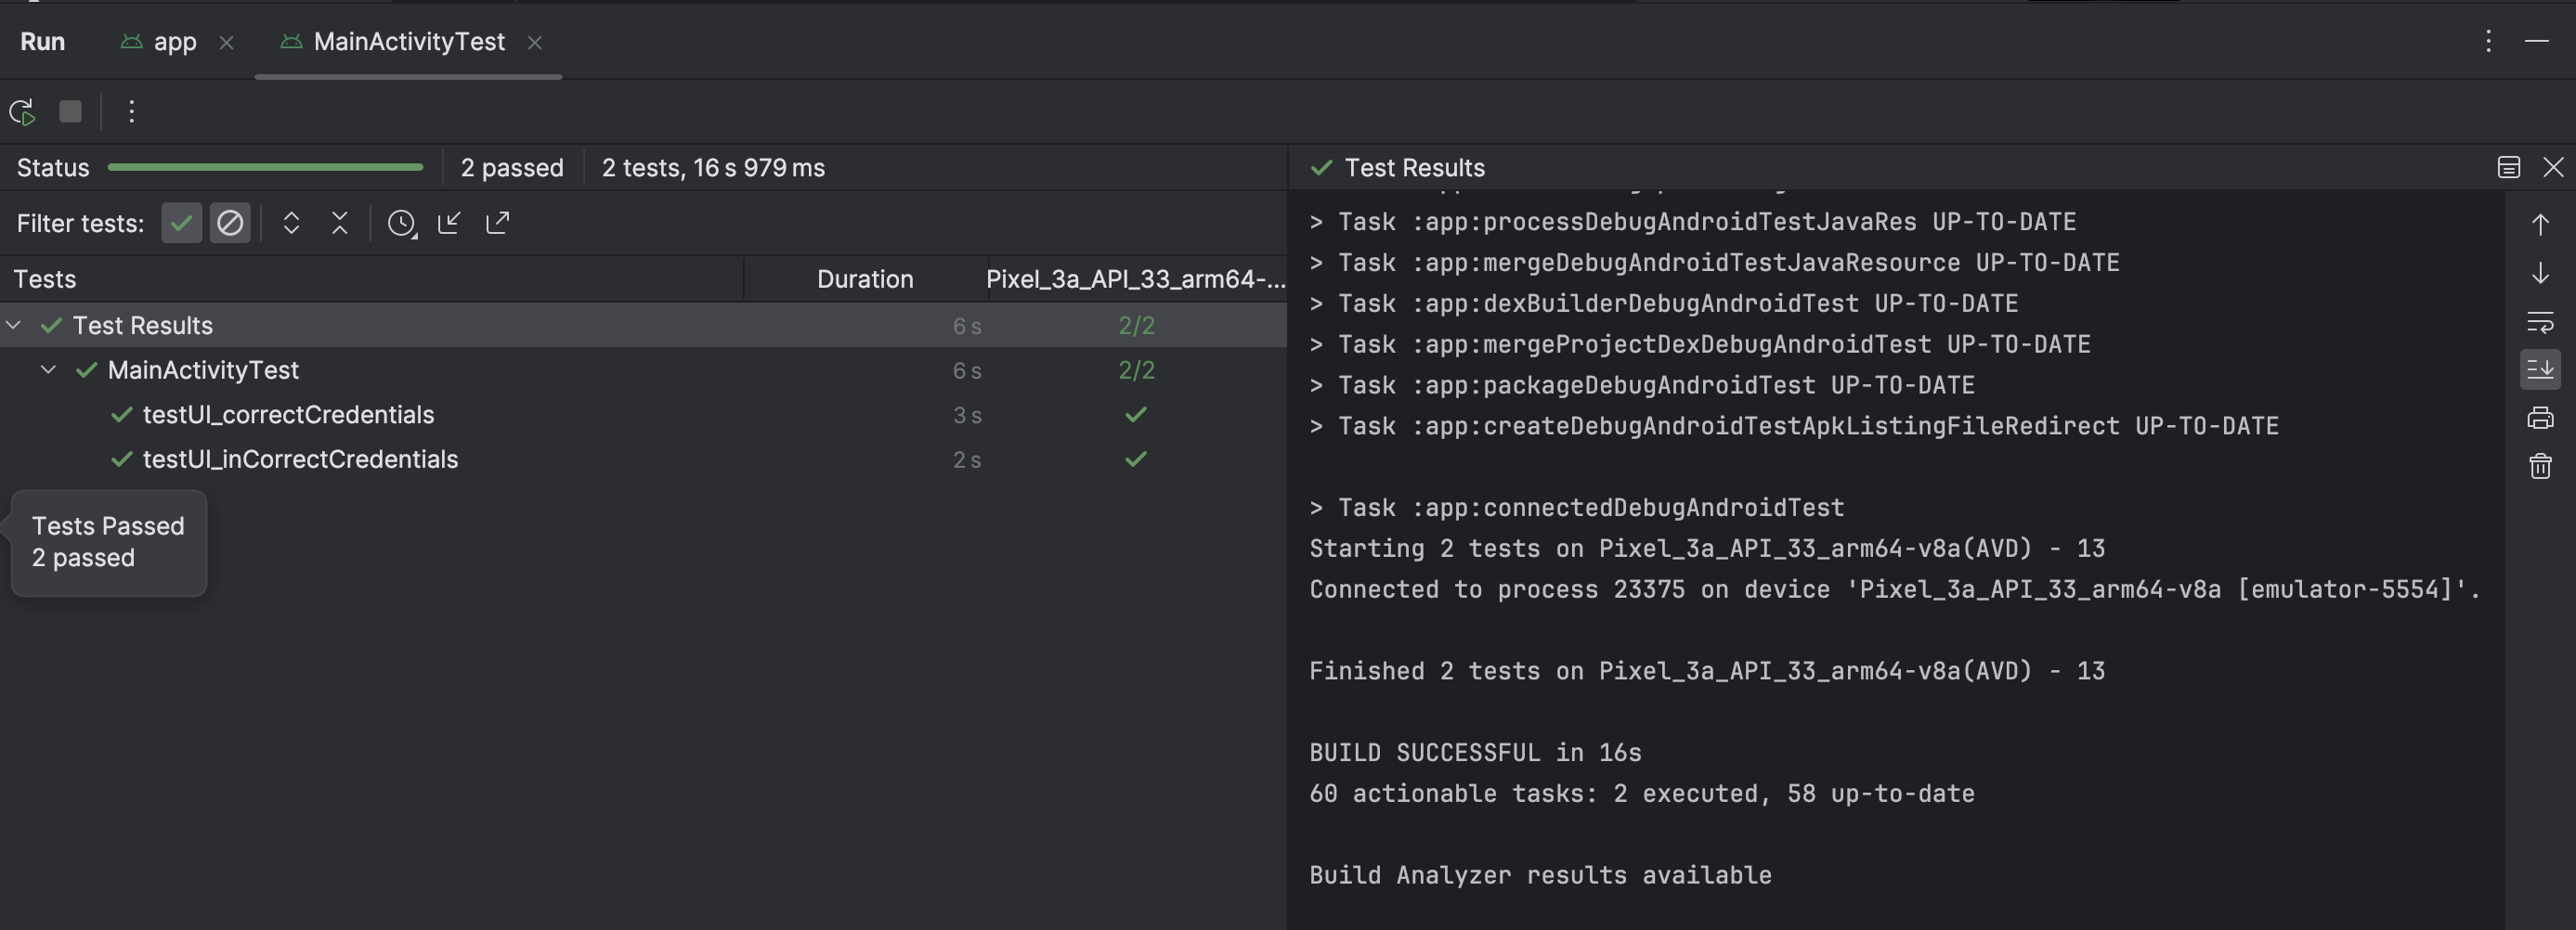 Run app MainActivityTest
Status 2 passed 2 tests, 16 s 979 ms
Filter tests:
Tests Duration Pixel_3a_API_33_arm64-...
Test Results 6 s 2/2
MainActivityTest 6 s 2/2
testUI_correctCredentials 3 s
testUI_inCorrectCredentials 2 s
Tests Passed
2 passed
Test Results
> Task :app:processDebugAndroidTestJavaRes UP-TO-DATE
> Task :app:mergeDebugAndroidTestJavaResource UP-TO-DATE
> Task :app:dexBuilderDebugAndroidTest UP-TO-DATE
> Task :app:mergeProjectDexDebugAndroidTest UP-TO-DATE
> Task :app:packageDebugAndroidTest UP-TO-DATE
> Task :app:createDebugAndroidTestApkListingFileRedirect UP-TO-DATE
> Task :app:connectedDebugAndroidTest
Starting 2 tests on Pixel_3a_API_33_arm64-v8a(AVD) - 13
Connected to process 23375 on device 'Pixel_3a_API_33_arm64-v8a [emulator-5554]'.
Finished 2 tests on Pixel_3a_API_33_arm64-v8a(AVD) - 13
BUILD SUCCESSFUL in 16s
60 actionable tasks: 2 executed, 58 up-to-date
Build Analyzer results available